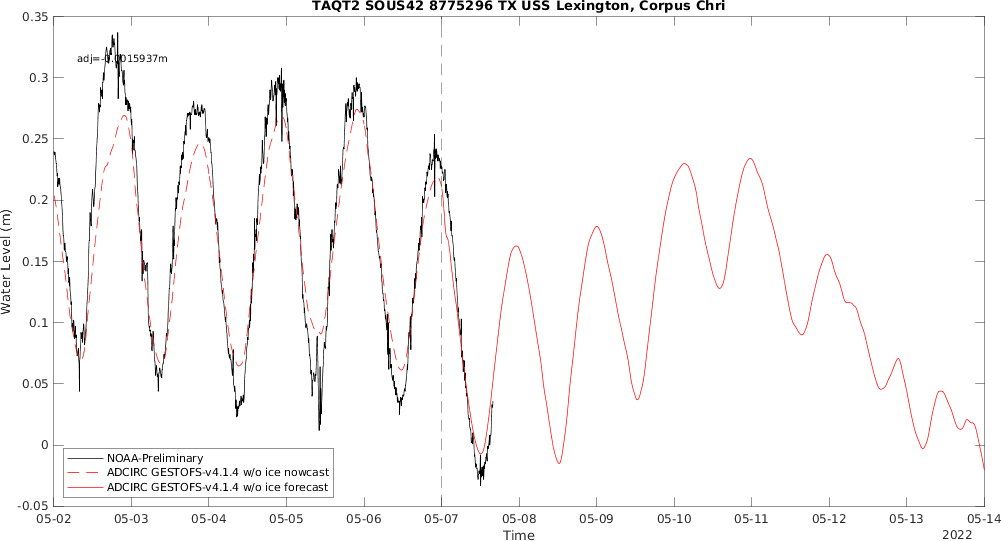 TAQT2 SOUS42 8775296 TX USS Lexington, Corpus Chri
0.35
adj=-0.0015937m
0.3
0.25
0.2
0.15
0.1
0.05
0
-0.05
Water Level (m)
NOAA-Preliminary
ADCIRC GESTOFS-v4.1.4 w/o ice nowcast
ADCIRC GESTOFS-v4.1.4 w/o ice forecast
05-02 05-03 05-04 05-05 05-06 05-07 05-08 05-09 05-10 05-11 05-12 05-13 05-14
Time
2022